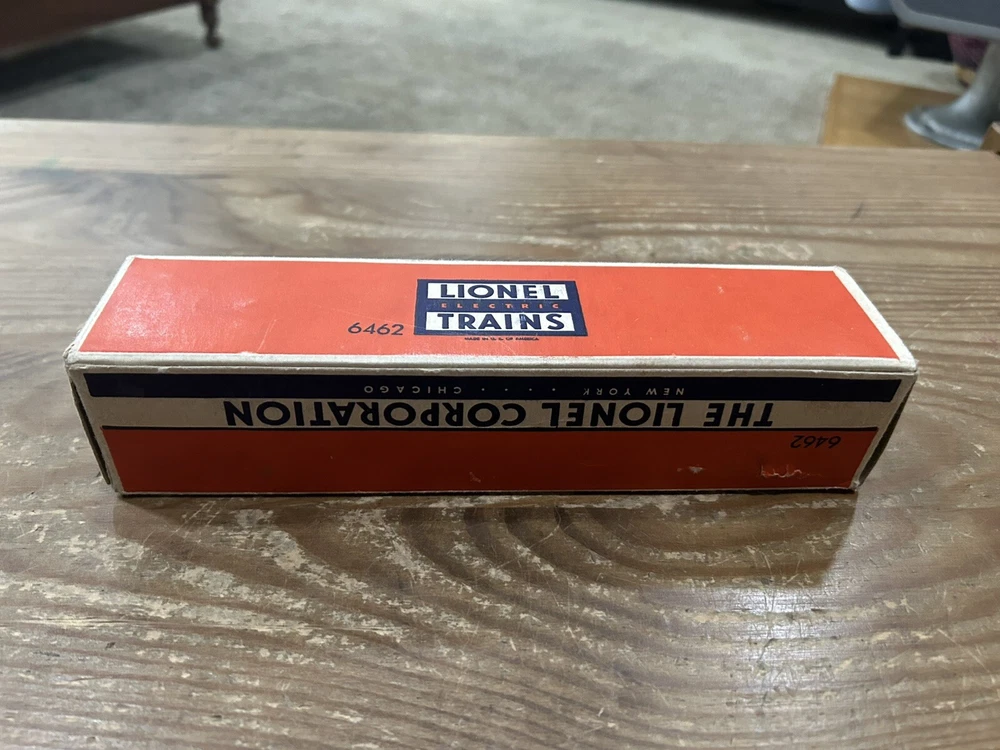 LIONEL
ELECTRIC
TRAINS
6462
MADE IN U. S. OF AMERICA
NEW YORK · · · · · CHICAGO
THE LIONEL CORPORATION
6462